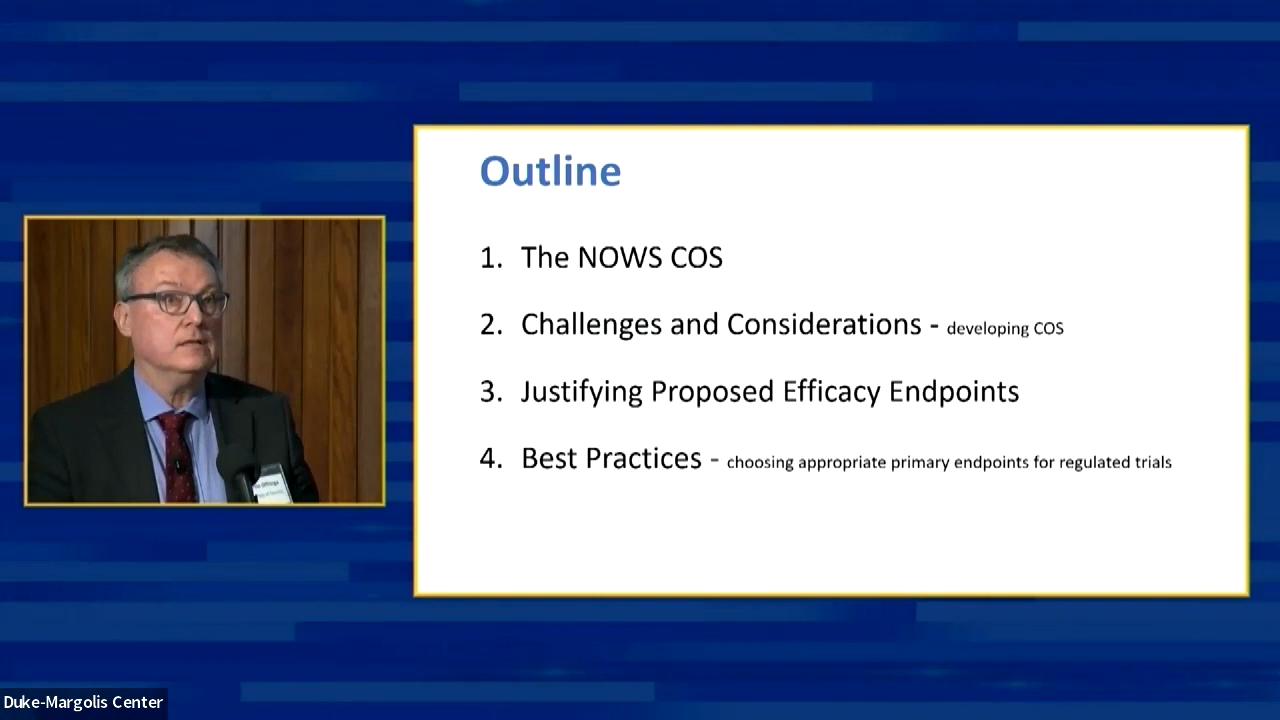 Outline
1. The NOWS COS
2. Challenges and Considerations - developing COS
3. Justifying Proposed Efficacy Endpoints
4. Best Practices - choosing appropriate primary endpoints for regulated trials
Duke-Margolis Center